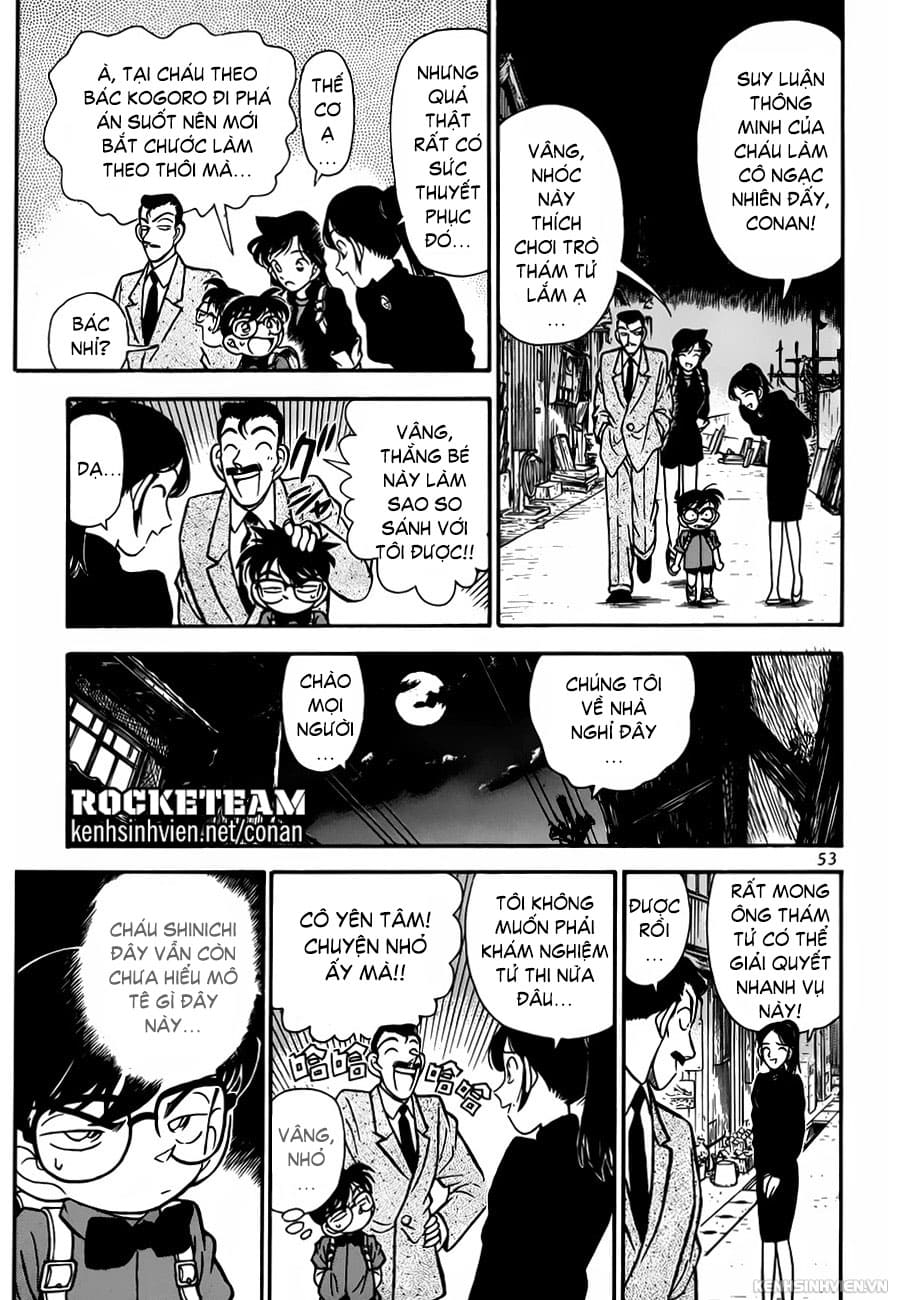 SUY LUẬN
THÔNG
MINH CỦA
CHÁU LÀM
CÔ NGẠC
NHIÊN ĐẤY,
CONAN!
VÂNG,
NHÓC
NÀY
THÍCH
CHƠI TRÒ
THÁM TỬ
LẮM Ạ
...
NHƯNG
QUẢ
THẬT
RẤT CÓ
SỨC
THUYẾT
PHỤC
ĐÓ...
THẾ
CƠ
Ạ
...
À, TẠI CHÁU THEO
BÁC KOGORO ĐI PHÁ
ÁN SUỐT NÊN MỚI
BẮT CHƯỚC LÀM
THEO THÔI MÀ...
BÁC
NHỈ?
VÂNG,
THẰNG BÉ
NÀY LÀM
SAO SO
SÁNH VỚI
TÔI ĐƯỢC!!
DẠ...
CHÚNG TÔI
VỀ NHÀ
NGHỈ ĐÂY
...
CHÀO
MỌI
NGƯỜI
...
ROCKETEAM
kenhsinhvien.net/conan
53
RẤT MONG
ÔNG THÁM
TỬ CÓ THỂ
GIẢI QUYẾT
NHANH VỤ
NÀY!
ĐƯỢC
RỒI
...
TÔI KHÔNG
MUỐN PHẢI
KHÁM NGHIỆM
TỬ THI NỮA
ĐÂU...
CÔ YÊN TÂM!
CHUYỆN NHỎ
ẤY MÀ!!
哈哈哈哈
VÂNG,
NHỎ
...
CHÁU SHINICHI
ĐÂY VẪN CÒN
CHƯA HIỂU MÔ
TÊ GÌ ĐÂY
NÀY...
KENHSINHVIEN.VN